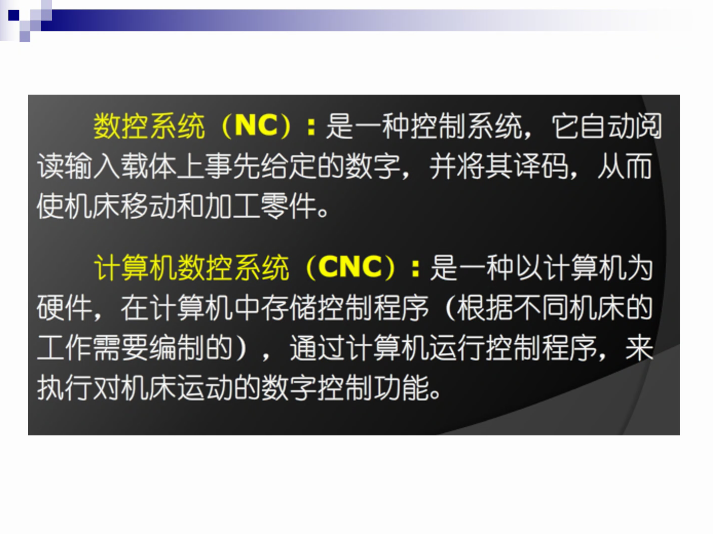 数控系统（NC）：是一种控制系统，它自动阅
读输入载体上事先给定的数字，并将其译码，从而
使机床移动和加工零件。
计算机数控系统（CNC）：是一种以计算机为
硬件，在计算机中存储控制程序（根据不同机床的
工作需要编制的），通过计算机运行控制程序，来
执行对机床运动的数字控制功能。